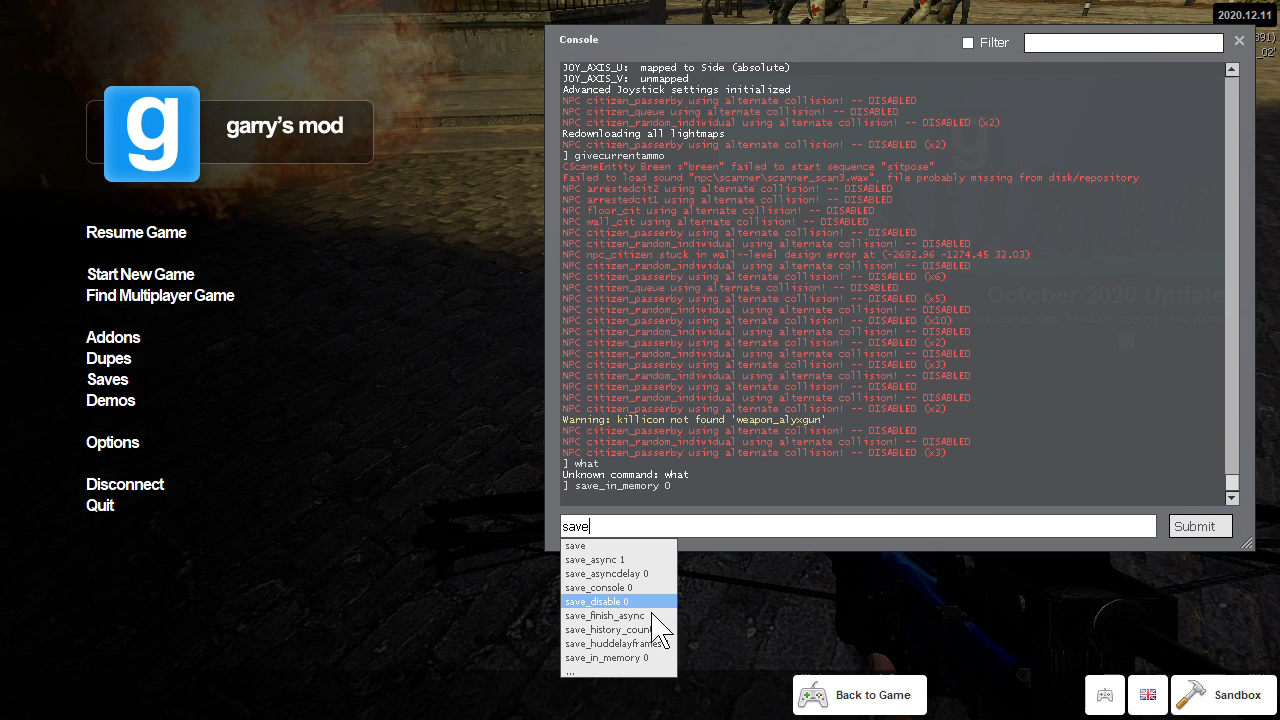 2020.12.11
Console
Filter
g
garry's mod
Resume Game
Start New Game
Find Multiplayer Game
Addons
Dupes
Saves
Demos
Options
Disconnect
Quit
JOY_AXIS_U:  mapped to Side (absolute)
JOY_AXIS_V:  unmapped
Advanced Joystick settings initialized
NPC citizen_passerby using alternate collision! -- DISABLED
NPC citizen_queue using alternate collision! -- DISABLED
NPC citizen_random_individual using alternate collision! -- DISABLED (x2)
Redownloading all lightmaps
NPC citizen_passerby using alternate collision! -- DISABLED (x2)
] givecurrentammo
CSceneEntity Breen :"breen" failed to start sequence "sitpose"
Failed to load sound "npc\scanner\scanner_scan3.wav", file probably missing from disk/repository
NPC arrestedcit2 using alternate collision! -- DISABLED
NPC arrestedcit1 using alternate collision! -- DISABLED
NPC floor_cit using alternate collision! -- DISABLED
NPC wall_cit using alternate collision! -- DISABLED
NPC citizen_passerby using alternate collision! -- DISABLED
NPC citizen_random_individual using alternate collision! -- DISABLED
NPC npc_citizen stuck in wall--level design error at (-2692.96 -1274.45 32.03)
NPC citizen_random_individual using alternate collision! -- DISABLED
NPC citizen_passerby using alternate collision! -- DISABLED (x6)
NPC citizen_queue using alternate collision! -- DISABLED
NPC citizen_passerby using alternate collision! -- DISABLED (x5)
NPC citizen_random_individual using alternate collision! -- DISABLED
NPC citizen_passerby using alternate collision! -- DISABLED (x10)
NPC citizen_random_individual using alternate collision! -- DISABLED
NPC citizen_passerby using alternate collision! -- DISABLED (x2)
NPC citizen_random_individual using alternate collision! -- DISABLED
NPC citizen_passerby using alternate collision! -- DISABLED (x3)
NPC citizen_random_individual using alternate collision! -- DISABLED
NPC citizen_passerby using alternate collision! -- DISABLED
NPC citizen_random_individual using alternate collision! -- DISABLED
NPC citizen_passerby using alternate collision! -- DISABLED (x2)
Warning: killicon not found 'weapon_alyxgun'
NPC citizen_passerby using alternate collision! -- DISABLED
NPC citizen_random_individual using alternate collision! -- DISABLED
NPC citizen_passerby using alternate collision! -- DISABLED (x3)
] what
Unknown command: what
] save_in_memory 0
October 2020 Update
save
Submit
save
save_async 1
save_asyncdelay 0
save_console 0
save_disable 0
save_finish_async
save_history_count
save_huddelayframes
save_in_memory 0
...
Back to Game
Sandbox